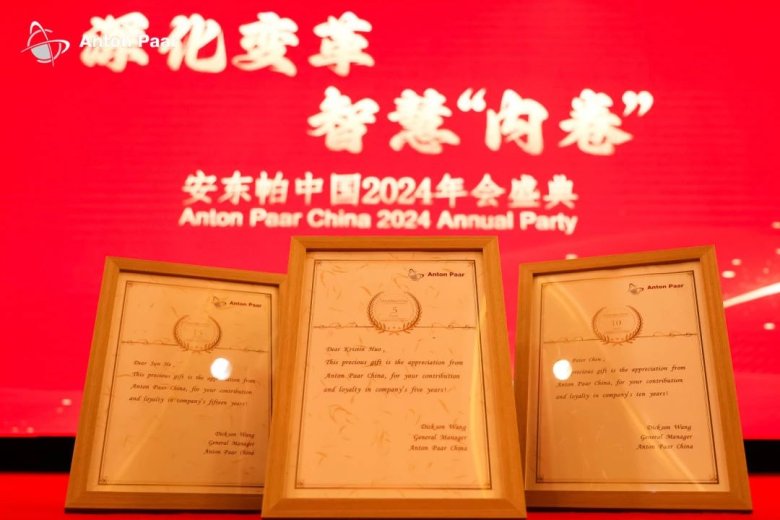 Anton Paar
深化变革
智慧“内卷”
安东帕中国2024年会盛典
Anton Paar China 2024 Annual Party
Anton Paar
15
Dear Sun Ho,
This precious gift is the appreciation from
Anton Paar China, for your contribution
and loyalty in company's fifteen years!
Dickson Wang
General Manager
Anton Paar China
Anton Paar
5
Dear Kristin Huo,
This precious gift is the appreciation from
Anton Paar China, for your contribution
and loyalty in company's five years!
Dickson Wang
General Manager
Anton Paar China
Anton Paar
10
Peter Chen,
precious gift is the appreciation from
Anton Paar China, for your contribution
and loyalty in company's ten years!
Dickson Wang
General Manager
Anton Paar China